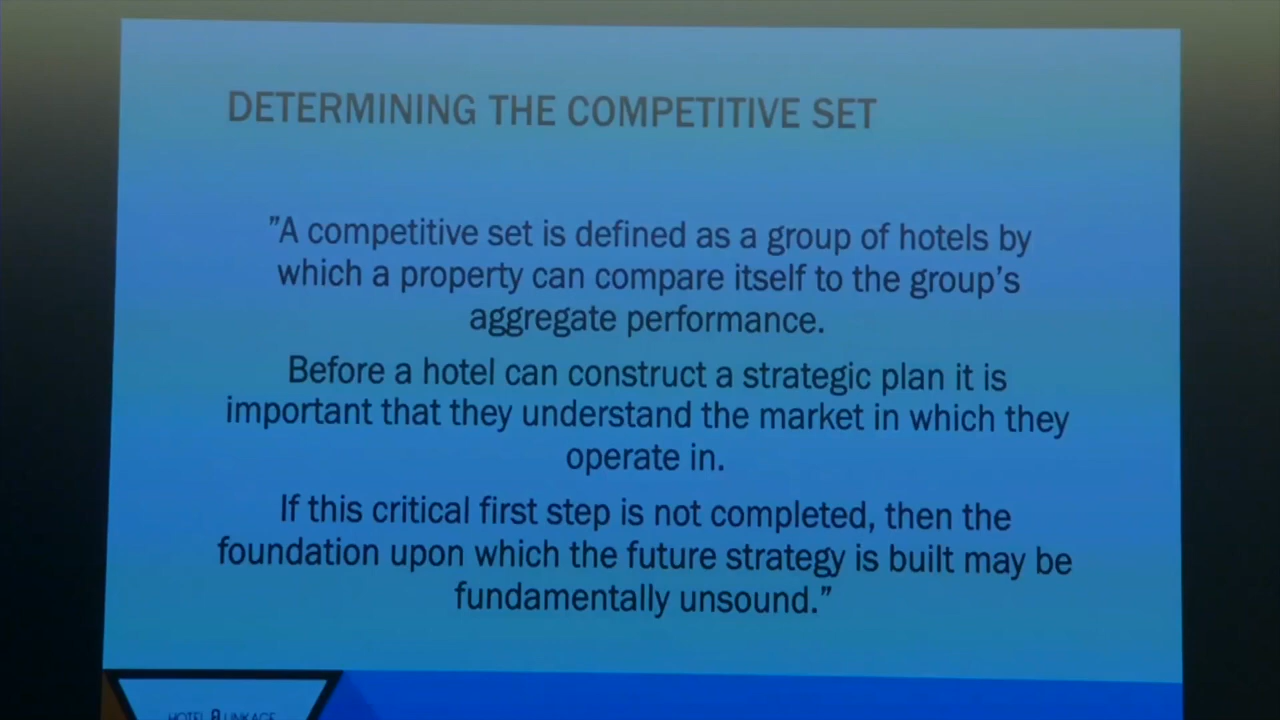 DETERMINING THE COMPETITIVE SET
"A competitive set is defined as a group of hotels by
which a property can compare itself to the group's
aggregate performance.
Before a hotel can construct a strategic plan it is
important that they understand the market in which they
operate in.
If this critical first step is not completed, then the
foundation upon which the future strategy is built may be
fundamentally unsound."
HOTEL LINKAGE